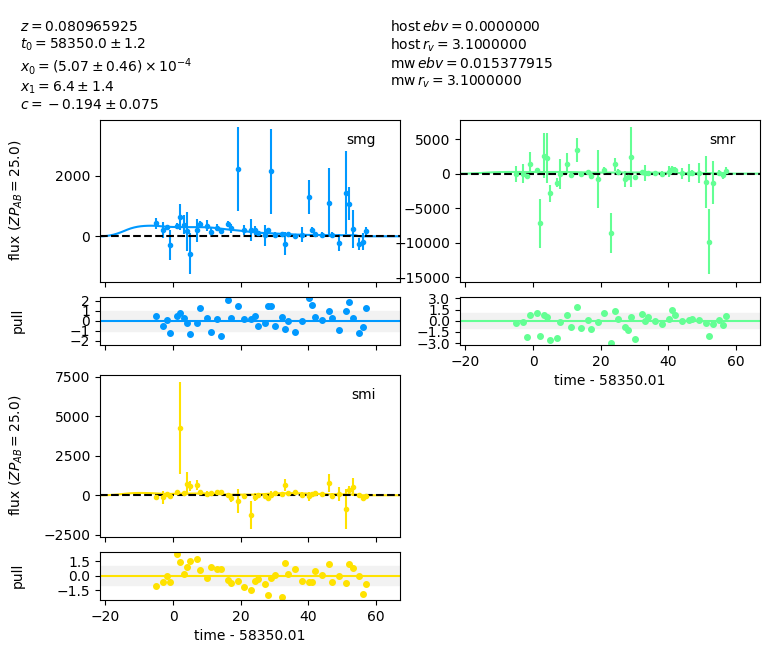 z = 0.080965925
t₀ = 58350.0 ± 1.2
x₀ = (5.07 ± 0.46) × 10⁻⁴
x₁ = 6.4 ± 1.4
c = −0.194 ± 0.075
host ebv = 0.0000000
host r_v = 3.1000000
mw ebv = 0.015377915
mw r_v = 3.1000000
flux (ZP_AB = 25.0)
smg
2000
0
pull
2
1
0
−1
−2
smr
5000
0
−5000
−10000
−15000
3.0
1.5
0.0
−1.5
−3.0
−20 0 20 40 60
time - 58350.01
flux (ZP_AB = 25.0)
smi
7500
5000
2500
0
−2500
pull
1.5
0.0
−1.5
−20 0 20 40 60
time - 58350.01